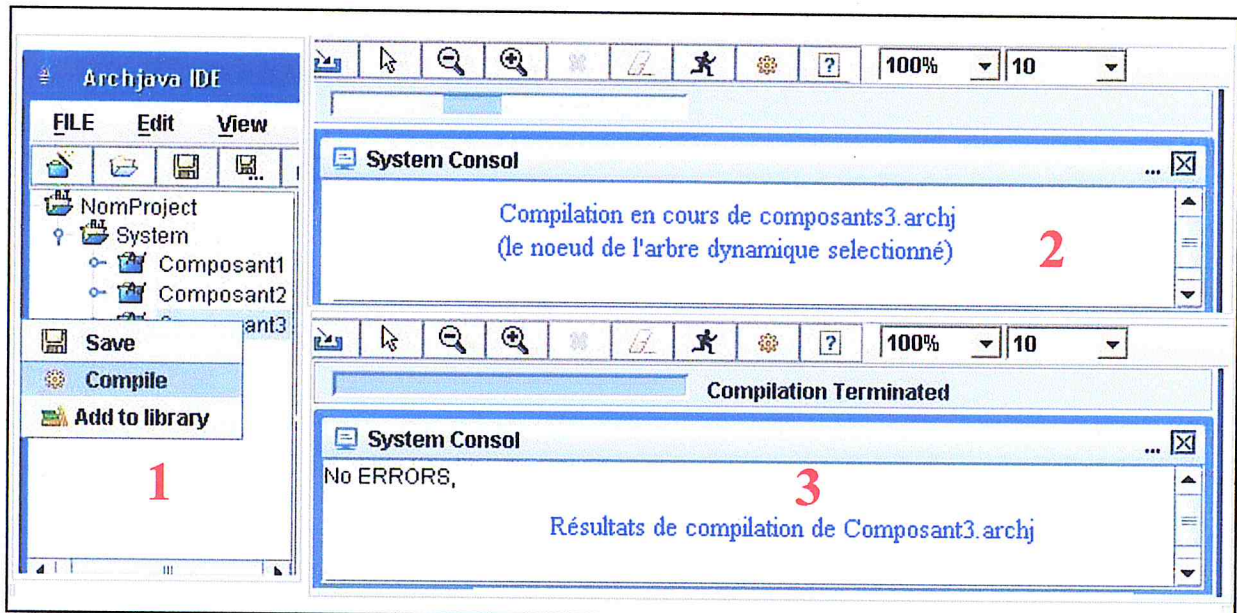 Archjava IDE
FILE Edit View
NomProject
System
Composant1
Composant2
ant3
Save
Compile
Add to library
1
100% 10
System Consol
...
Compilation en cours de composants3.archj
(le noeud de l'arbre dynamique selectionné)
2
100% 10
Compilation Terminated
System Consol
...
No ERRORS,
3
Résultats de compilation de Composant3.archj